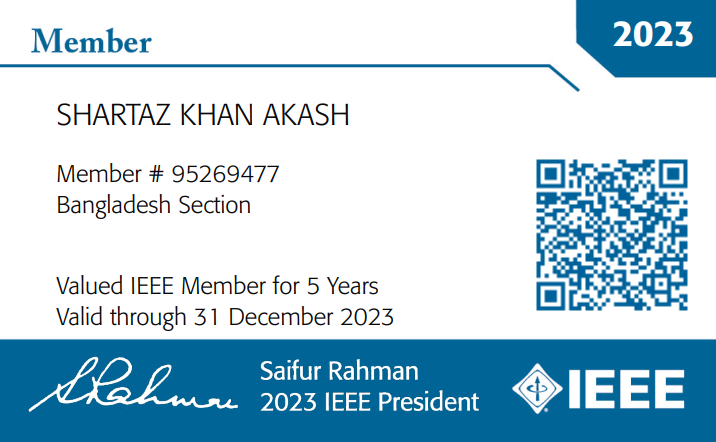 Member
2023
SHARTAZ KHAN AKASH
Member # 95269477
Bangladesh Section
Valued IEEE Member for 5 Years
Valid through 31 December 2023
SRahman
Saifur Rahman
2023 IEEE President
IEEE